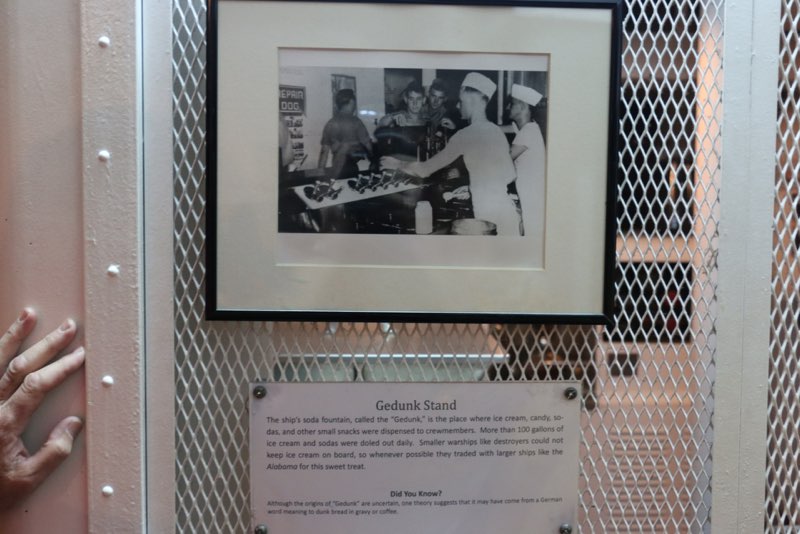 EPAIR
DOG
Gedunk Stand
The ship's soda fountain, called the "Gedunk," is the place where ice cream, candy, so-
das, and other small snacks were dispensed to crewmembers. More than 100 gallons of
ice cream and sodas were doled out daily. Smaller warships like destroyers could not
keep ice cream on board, so whenever possible they traded with larger ships like the
Alabama for this sweet treat.
Did You Know?
Although the origins of "Gedunk" are uncertain, one theory suggests that it may have come from a German
word meaning to dunk bread in gravy or coffee.